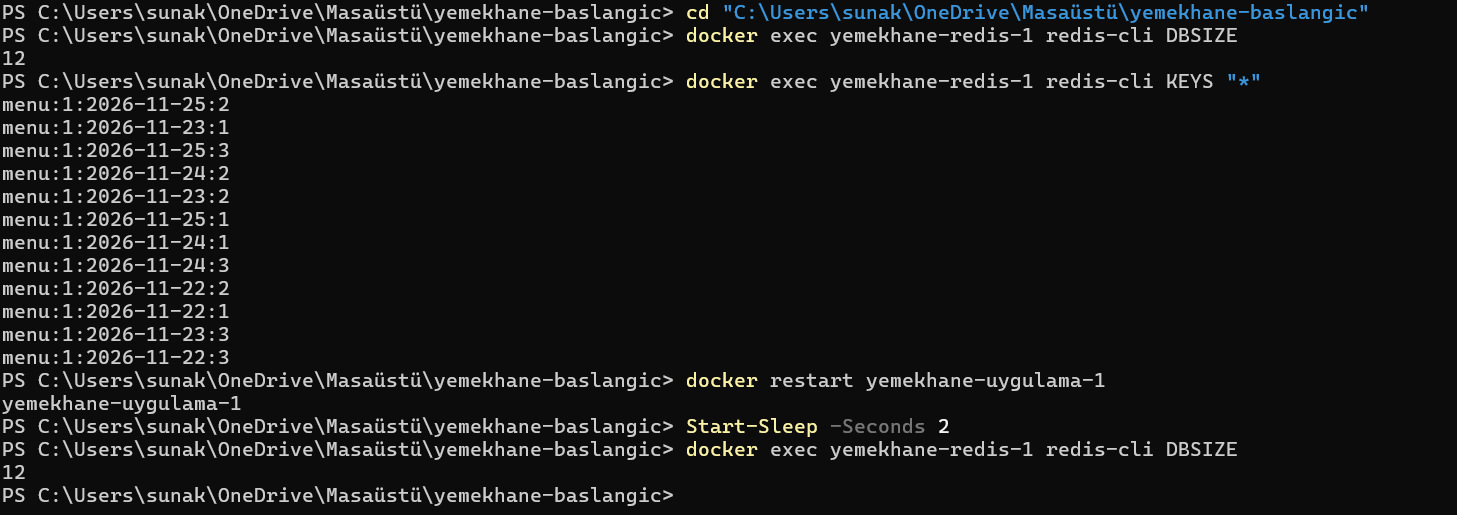 PS C:\Users\sunak\OneDrive\Masaüstü\yemekhane-baslangic> cd "C:\Users\sunak\OneDrive\Masaüstü\yemekhane-baslangic"
PS C:\Users\sunak\OneDrive\Masaüstü\yemekhane-baslangic> docker exec yemekhane-redis-1 redis-cli DBSIZE
12
PS C:\Users\sunak\OneDrive\Masaüstü\yemekhane-baslangic> docker exec yemekhane-redis-1 redis-cli KEYS "*"
menu:1:2026-11-25:2
menu:1:2026-11-23:1
menu:1:2026-11-25:3
menu:1:2026-11-24:2
menu:1:2026-11-23:2
menu:1:2026-11-25:1
menu:1:2026-11-24:1
menu:1:2026-11-24:3
menu:1:2026-11-22:2
menu:1:2026-11-22:1
menu:1:2026-11-23:3
menu:1:2026-11-22:3
PS C:\Users\sunak\OneDrive\Masaüstü\yemekhane-baslangic> docker restart yemekhane-uygulama-1
yemekhane-uygulama-1
PS C:\Users\sunak\OneDrive\Masaüstü\yemekhane-baslangic> Start-Sleep -Seconds 2
PS C:\Users\sunak\OneDrive\Masaüstü\yemekhane-baslangic> docker exec yemekhane-redis-1 redis-cli DBSIZE
12
PS C:\Users\sunak\OneDrive\Masaüstü\yemekhane-baslangic>